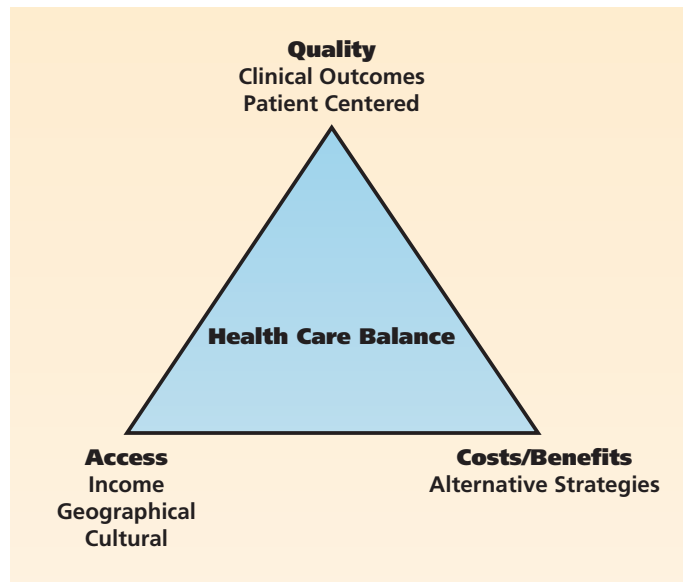 Quality
Clinical Outcomes
Patient Centered
Health Care Balance
Access
Income
Geographical
Cultural
Costs/Benefits
Alternative Strategies